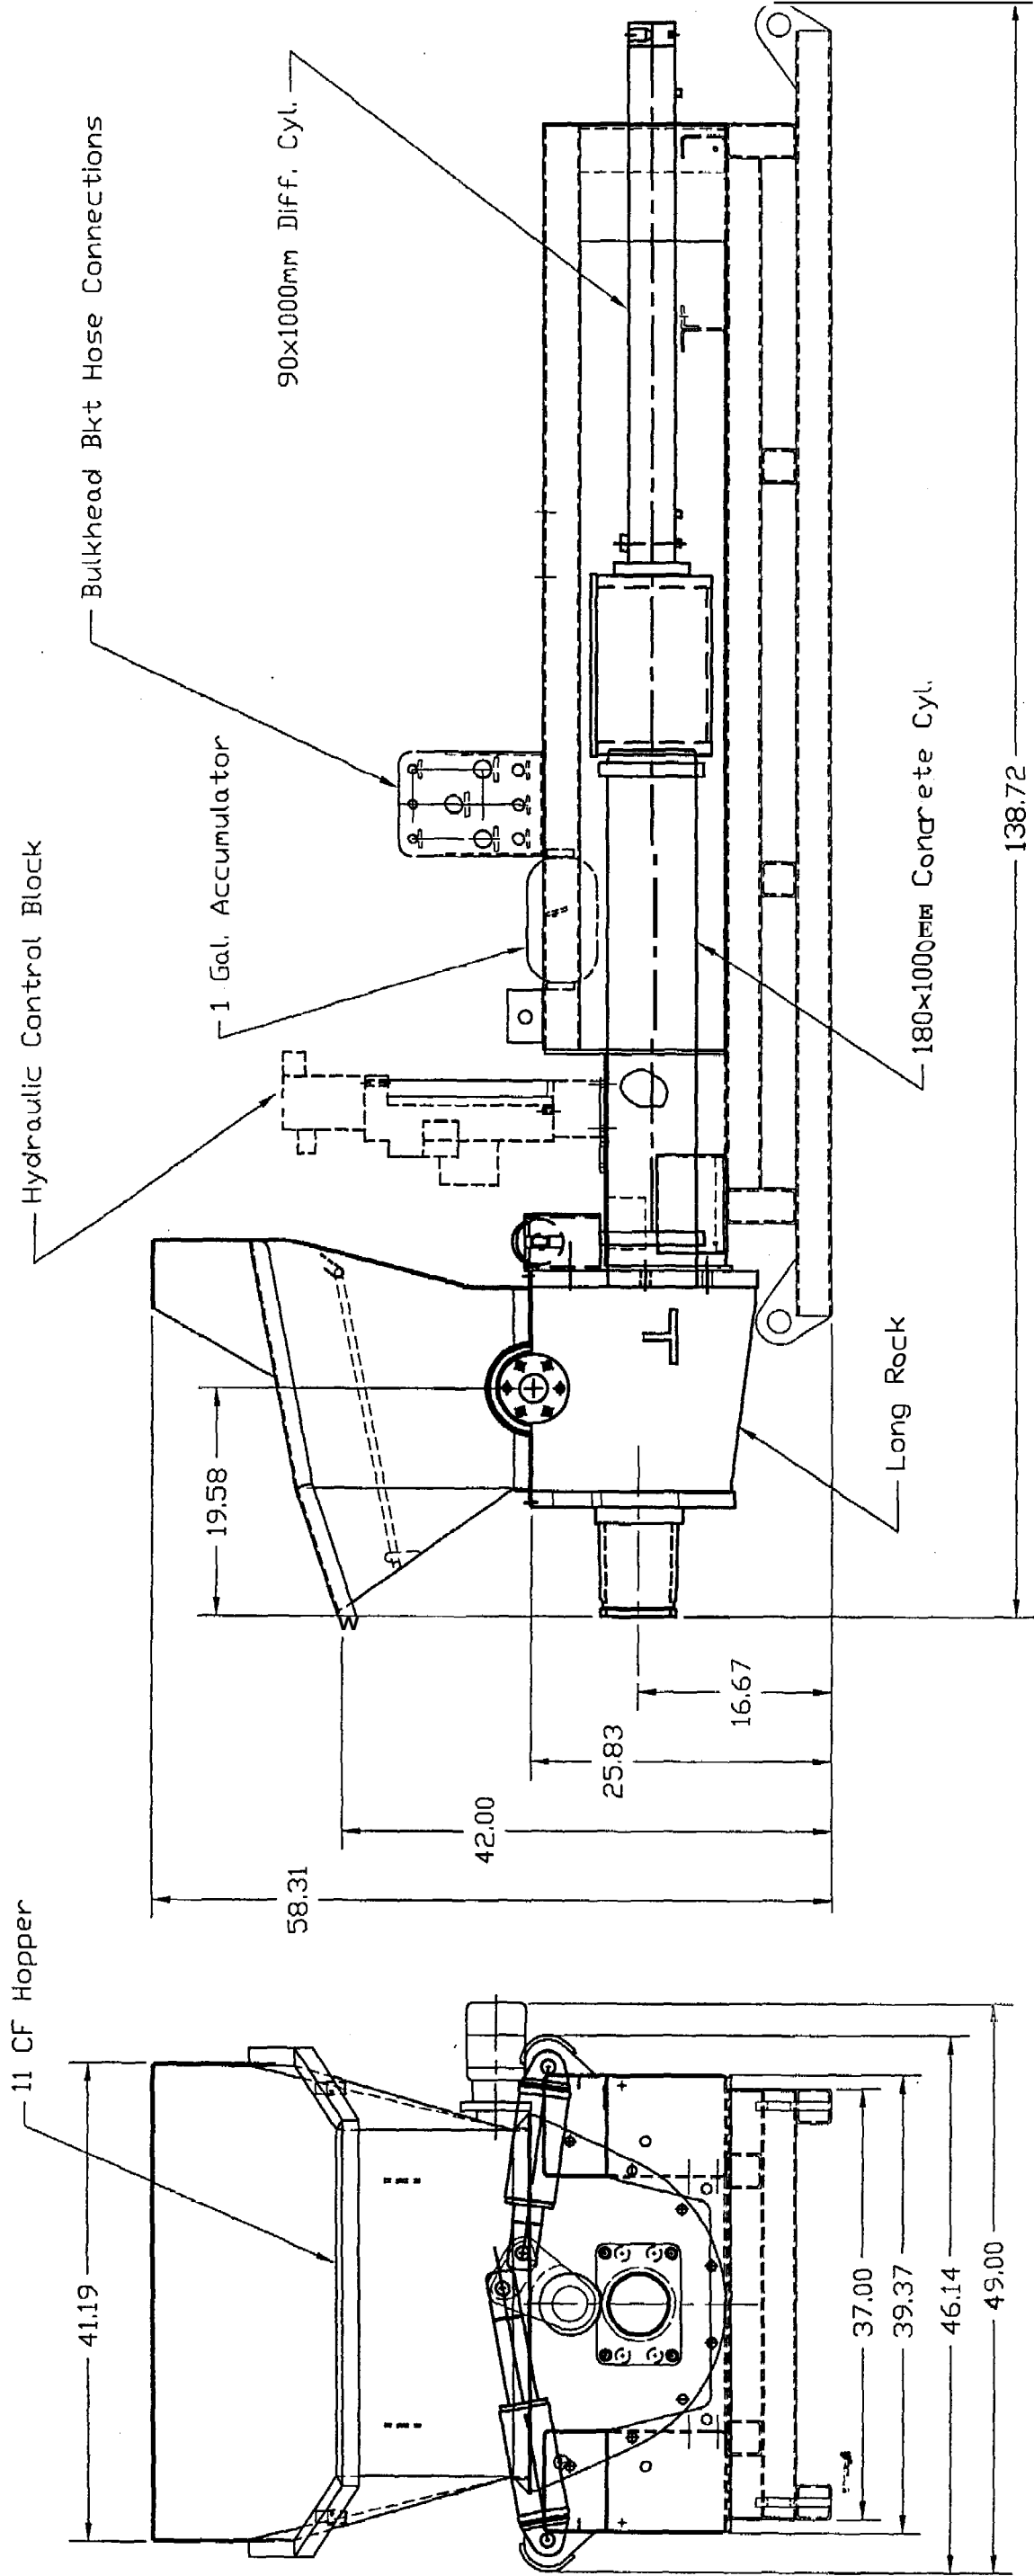 11 CF Hopper
41.19
58.31
42.00
25.83
16.67
19.58
37.00
39.37
46.14
49.00
Hydraulic Control Block
1 Gal. Accumulator
Bulkhead Bkt Hose Connections
90x1000mm Diff. Cyl.
180x1000mm Concrete Cyl.
Long Rock
138.72